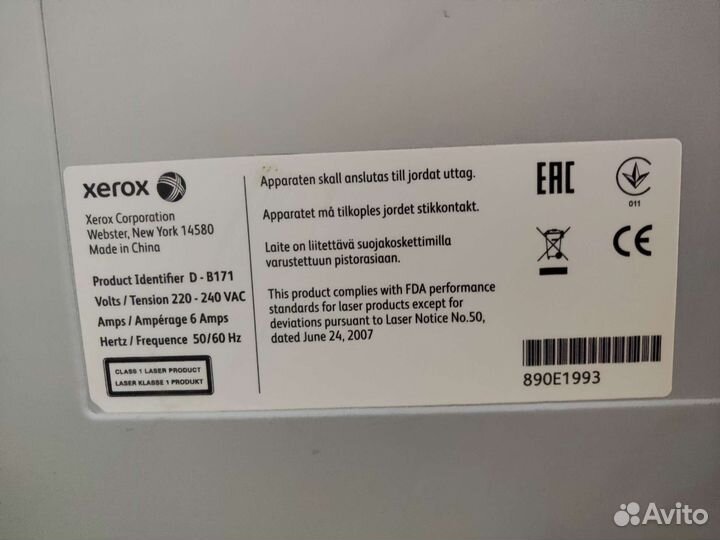 xerox
Xerox Corporation
Webster, New York 14580
Made in China
Product Identifier D - B171
Volts / Tension 220 - 240 VAC
Amps / Ampérage 6 Amps
Hertz / Frequence 50/60 Hz
CLASS 1 LASER PRODUCT
LASER KLASSE 1 PRODUKT
Apparaten skall anslutas till jordat uttag.
Apparatet må tilkoples jordet stikkontakt.
Laite on liitettävä suojakoskettimilla
varustettuun pistorasiaan.
This product complies with FDA performance
standards for laser products except for
deviations pursuant to Laser Notice No.50,
dated June 24, 2007
EAC
011
CE
890E1993
Avito